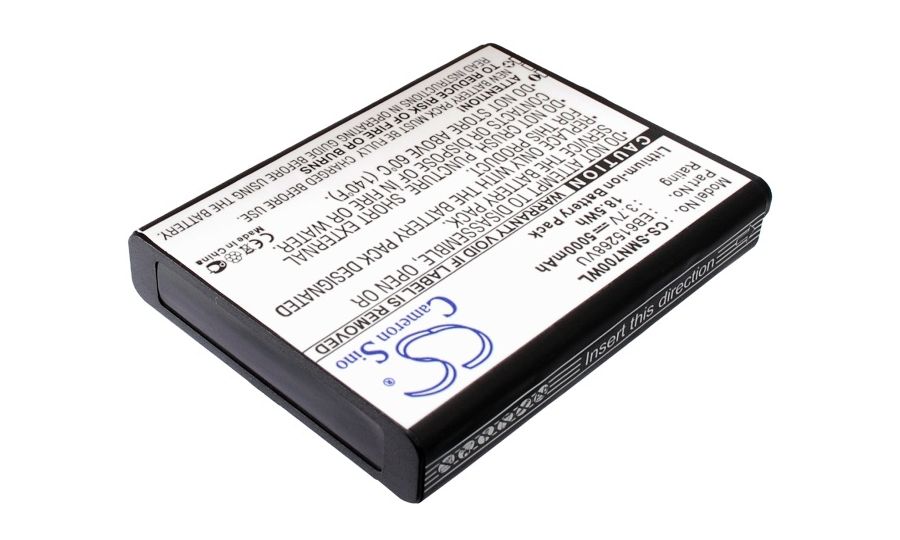 Model No.: CS-SMN700WL
Part No.: EB615268VU
Rating : 3.7V 5000mAh
18.5Wh
Lithium-Ion Battery Pack
CAUTION WARRANTY VOID IF LABEL IS REMOVED
DO NOT ATTEMPT TO DISASSEMBLE, OPEN OR
SERVICE THE BATTERY PACK.
REPLACE ONLY WITH THE BATTERY PACK DESIGNATED
FOR THIS PRODUCT.
DO NOT CRUSH, PUNCTURE, SHORT EXTERNAL
CONTACTS OR DISPOSE OF IN FIRE OR WATER
DO NOT STORE ABOVE 60C (140F).
ATTENTION!
TO REDUCE RISK OF FIRE OR BURNS
NEW BATTERY PACK MUST BE FULLY CHARGED BEFORE USE.
READ INSTRUCTIONS IN OPERATING GUIDE BEFORE USING THE BATTERY.
CE
Made in China
CS
Cameron Sino ®
Insert this direction